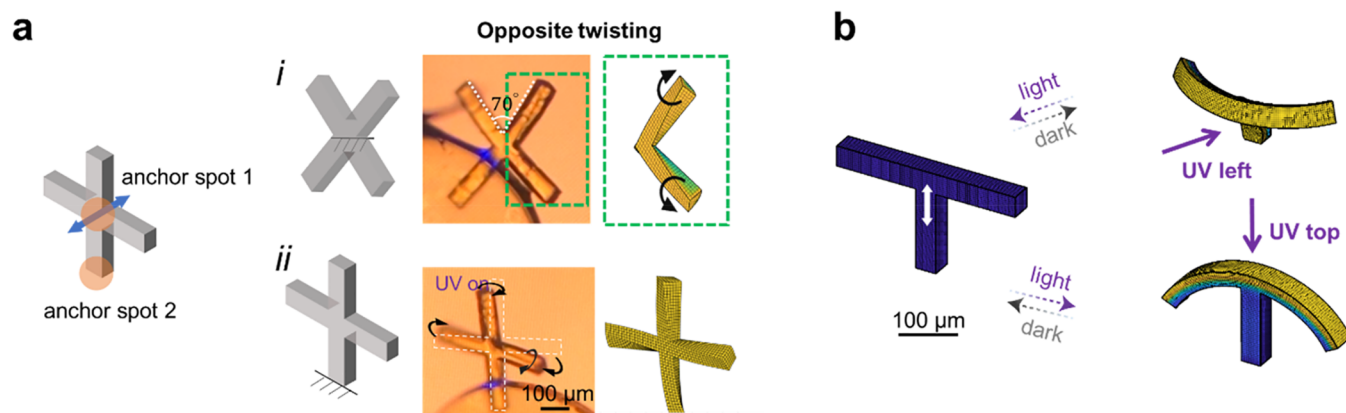 a
Opposite twisting
i
70°
anchor spot 1
anchor spot 2
ii
UV on
100 μm
b
light
dark
UV left
UV top
light
dark
100 μm